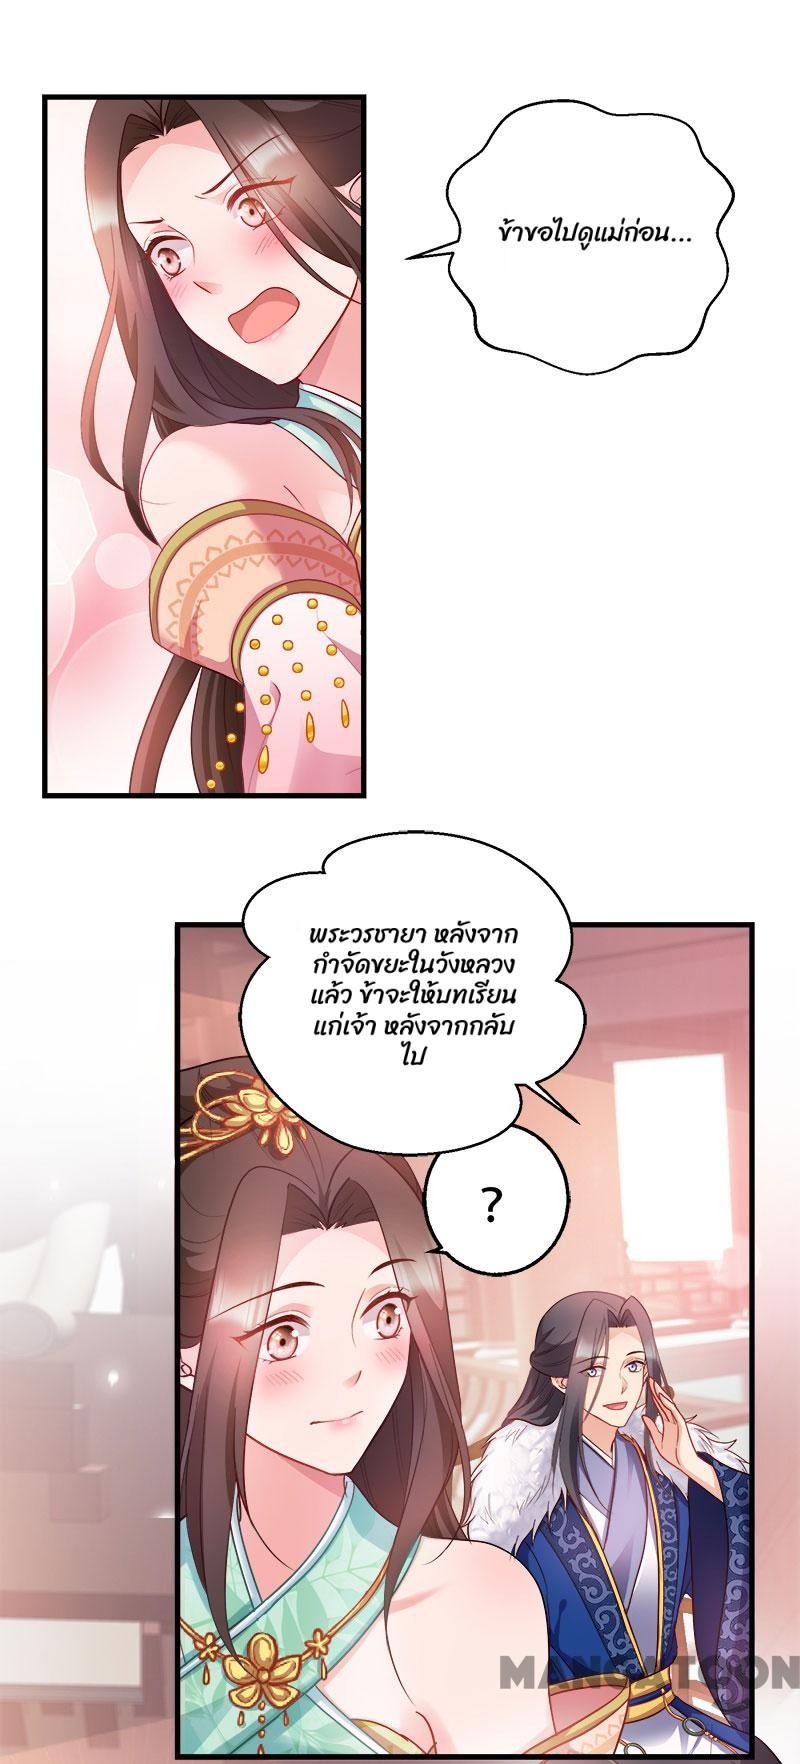 ข้าขอไปดูแม่ก่อน...
พระวรชายา หลังจาก
กำจัดขยะในวังหลวง
แล้ว ข้าจะให้บทเรียน
แก่เจ้า หลังจากกลับ
ไป
?
MANGATOON